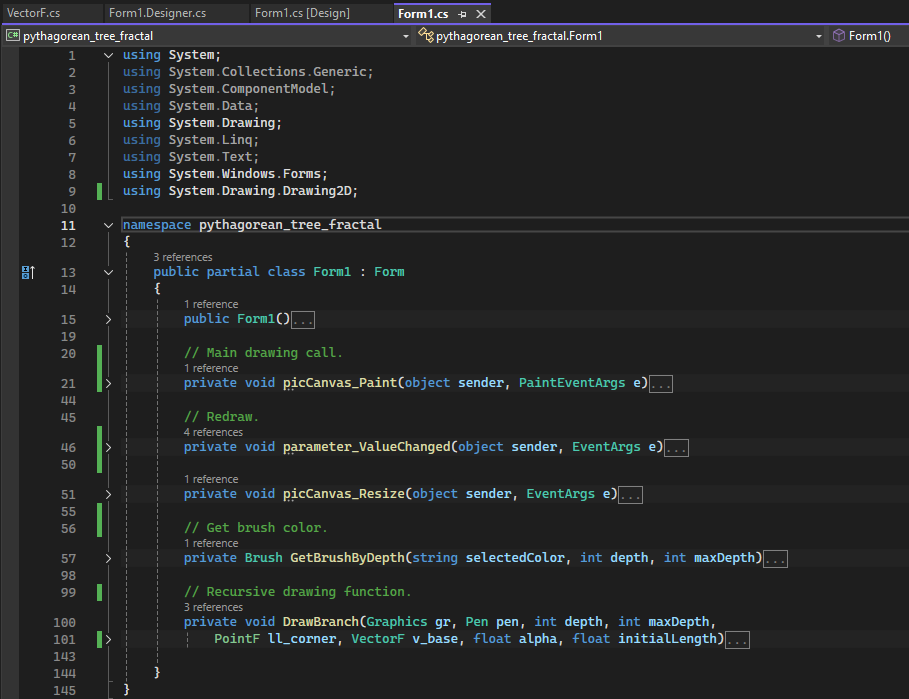 VectorF.cs Form1.Designer.cs Form1.cs [Design] Form1.cs
C# pythagorean_tree_fractal pythagorean_tree_fractal.Form1 Form1()
1 using System;
2 using System.Collections.Generic;
3 using System.ComponentModel;
4 using System.Data;
5 using System.Drawing;
6 using System.Linq;
7 using System.Text;
8 using System.Windows.Forms;
9 using System.Drawing.Drawing2D;
10
11 namespace pythagorean_tree_fractal
12 {
3 references
13 public partial class Form1 : Form
14 {
1 reference
15 public Form1()...
19
20 // Main drawing call.
1 reference
21 private void picCanvas_Paint(object sender, PaintEventArgs e)...
44
45 // Redraw.
4 references
46 private void parameter_ValueChanged(object sender, EventArgs e)...
50
1 reference
51 private void picCanvas_Resize(object sender, EventArgs e)...
55
56 // Get brush color.
1 reference
57 private Brush GetBrushByDepth(string selectedColor, int depth, int maxDepth)...
98
99 // Recursive drawing function.
3 references
100 private void DrawBranch(Graphics gr, Pen pen, int depth, int maxDepth,
101 PointF ll_corner, VectorF v_base, float alpha, float initialLength)...
143
144 }
145 }